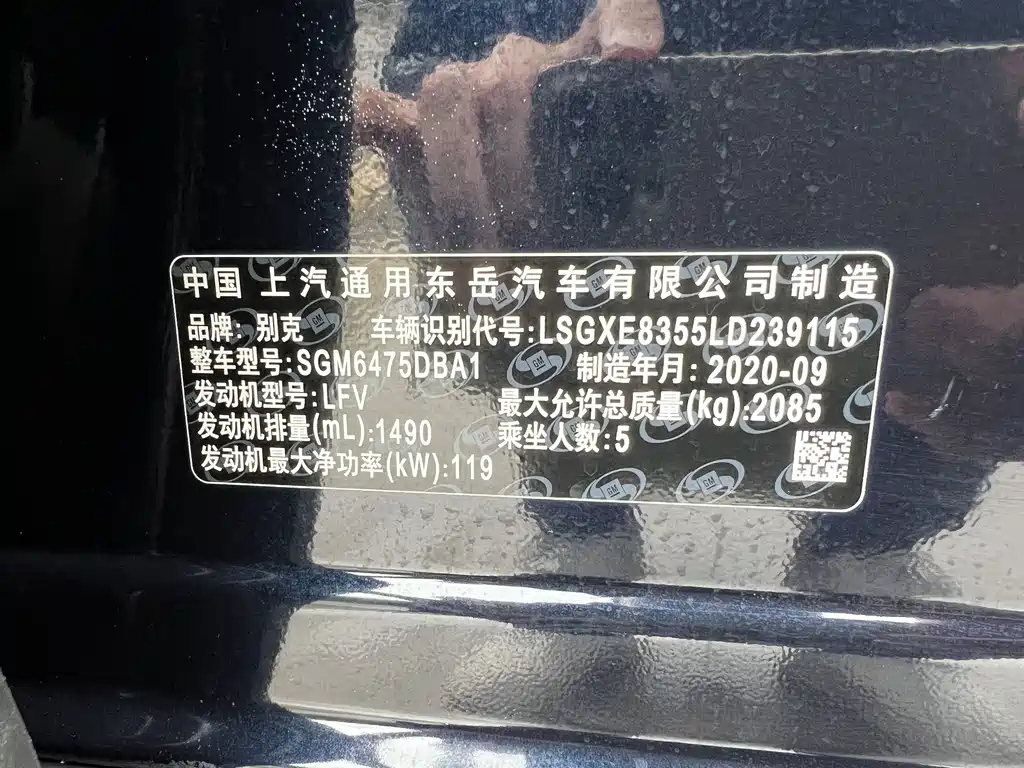 中国 上汽通用东岳汽车有限公司制造
品牌: 别克 车辆识别代号:LSGXE8355LD239115
整车型号:SGM6475DBA1 制造年月: 2020-09
发动机型号:LFV 最大允许总质量(kg):2085
发动机排量(mL):1490 乘坐人数:5
发动机最大净功率(kW):119